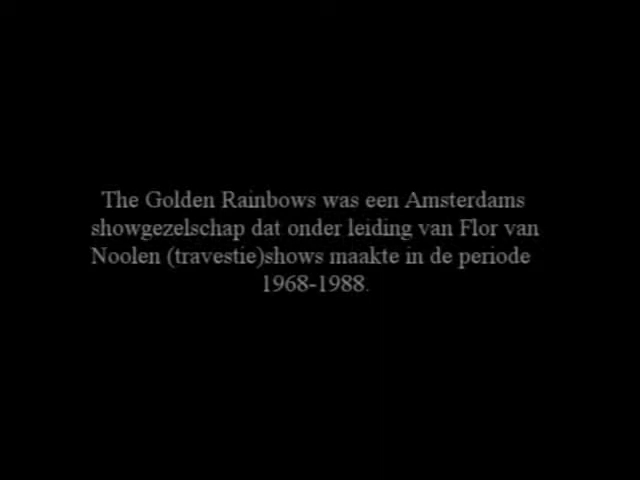 The Golden Rainbows was een Amsterdams
showgezelschap dat onder leiding van Flor van
Noolen (travestie)shows maakte in de periode
1968-1988.